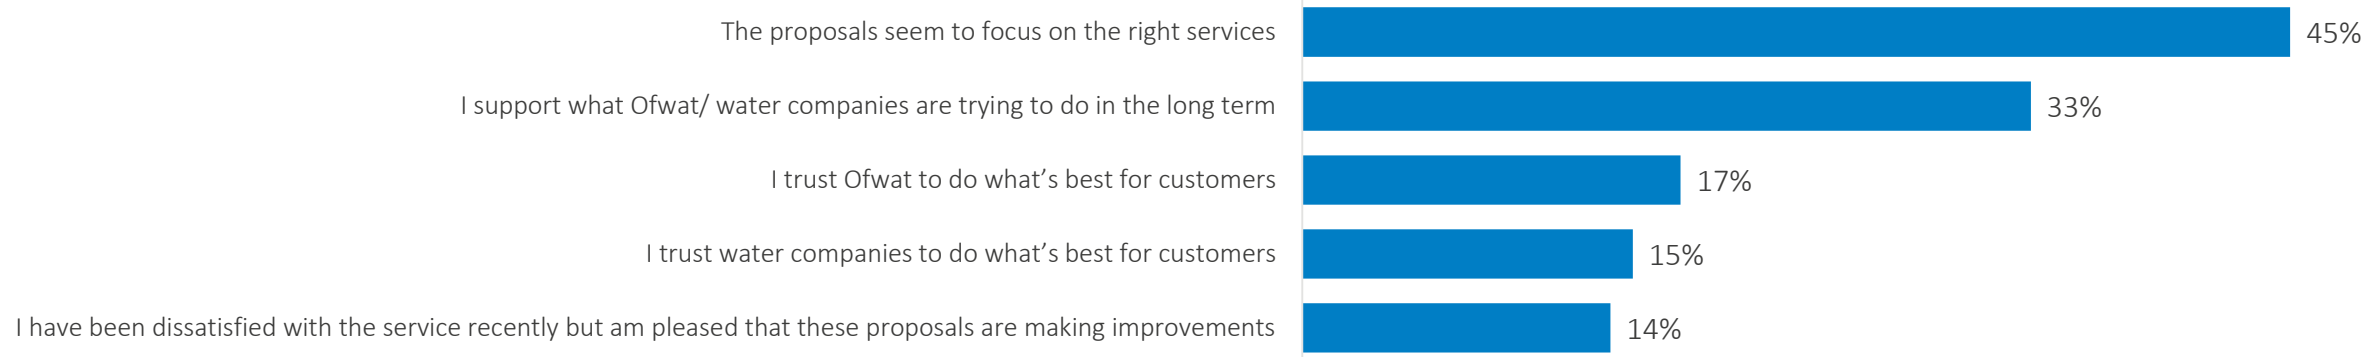 The proposals seem to focus on the right services 45%
I support what Ofwat/ water companies are trying to do in the long term 33%
I trust Ofwat to do what’s best for customers 17%
I trust water companies to do what’s best for customers 15%
I have been dissatisfied with the service recently but am pleased that these proposals are making improvements 14%